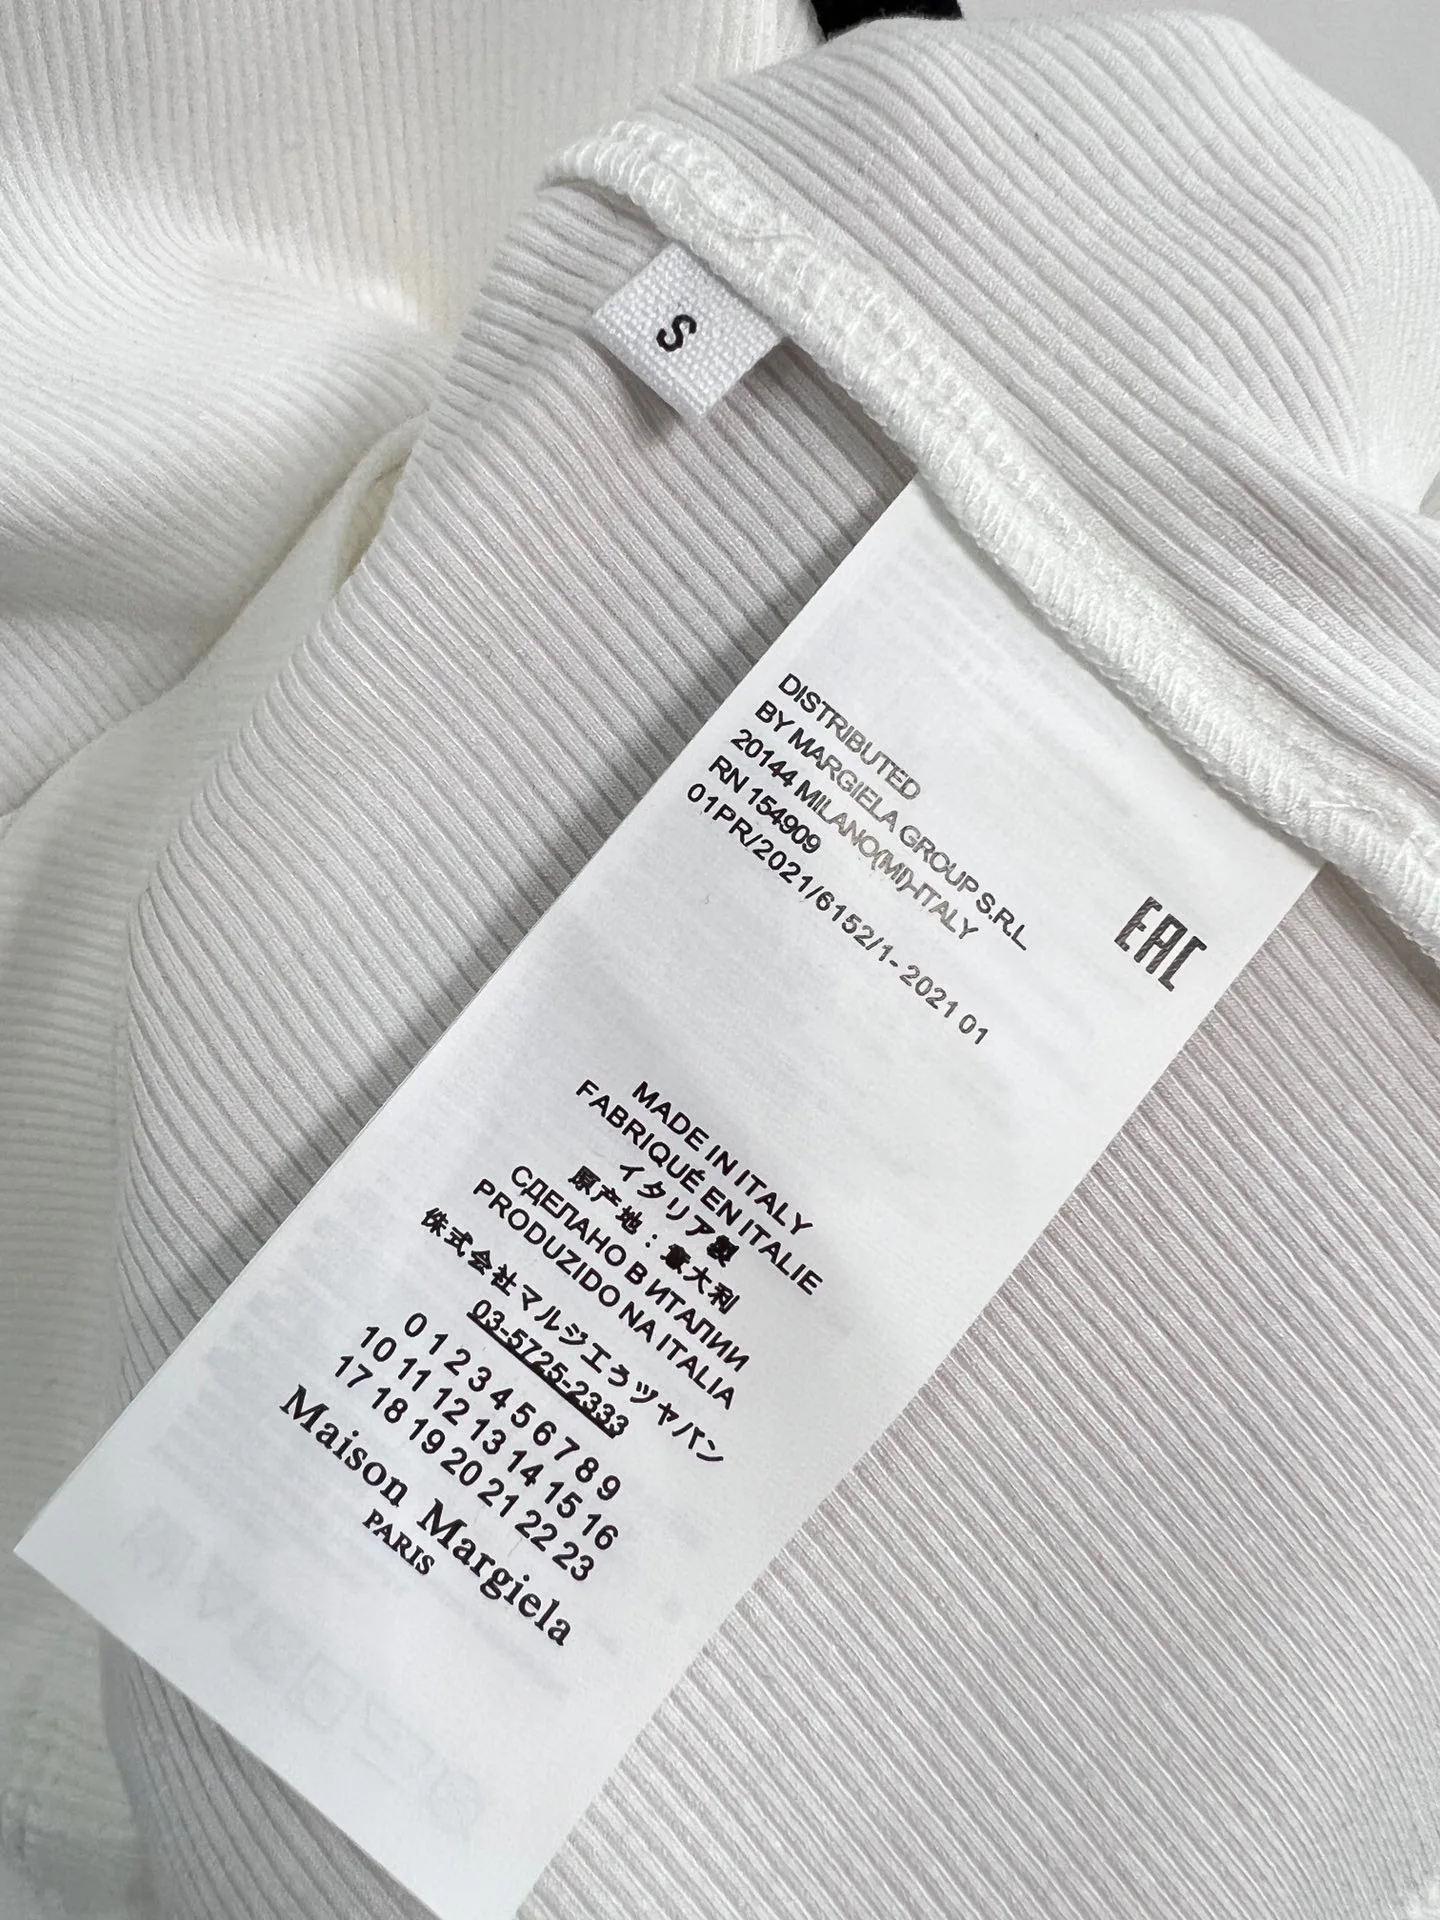 S
DISTRIBUTED
BY MARGIELA GROUP S.R.L
20144 MILANO(MI)-ITALY
RN 154909
01PR/2021/6152/1- 2021 01
EAC
MADE IN ITALY
FABRIQUÉ EN ITALIE
イタリア製
原产地：意大利
СДЕЛАНО В ИТАЛИИ
PRODUZIDO NA ITALIA
侏式会社マルジエぅツヤパン
03-5725-2333
0 1 2 3 4 5 6 7 8 9
10 11 12 13 14 15 16
17 18 19 20 21 22 23
Maison Margiela
PARIS